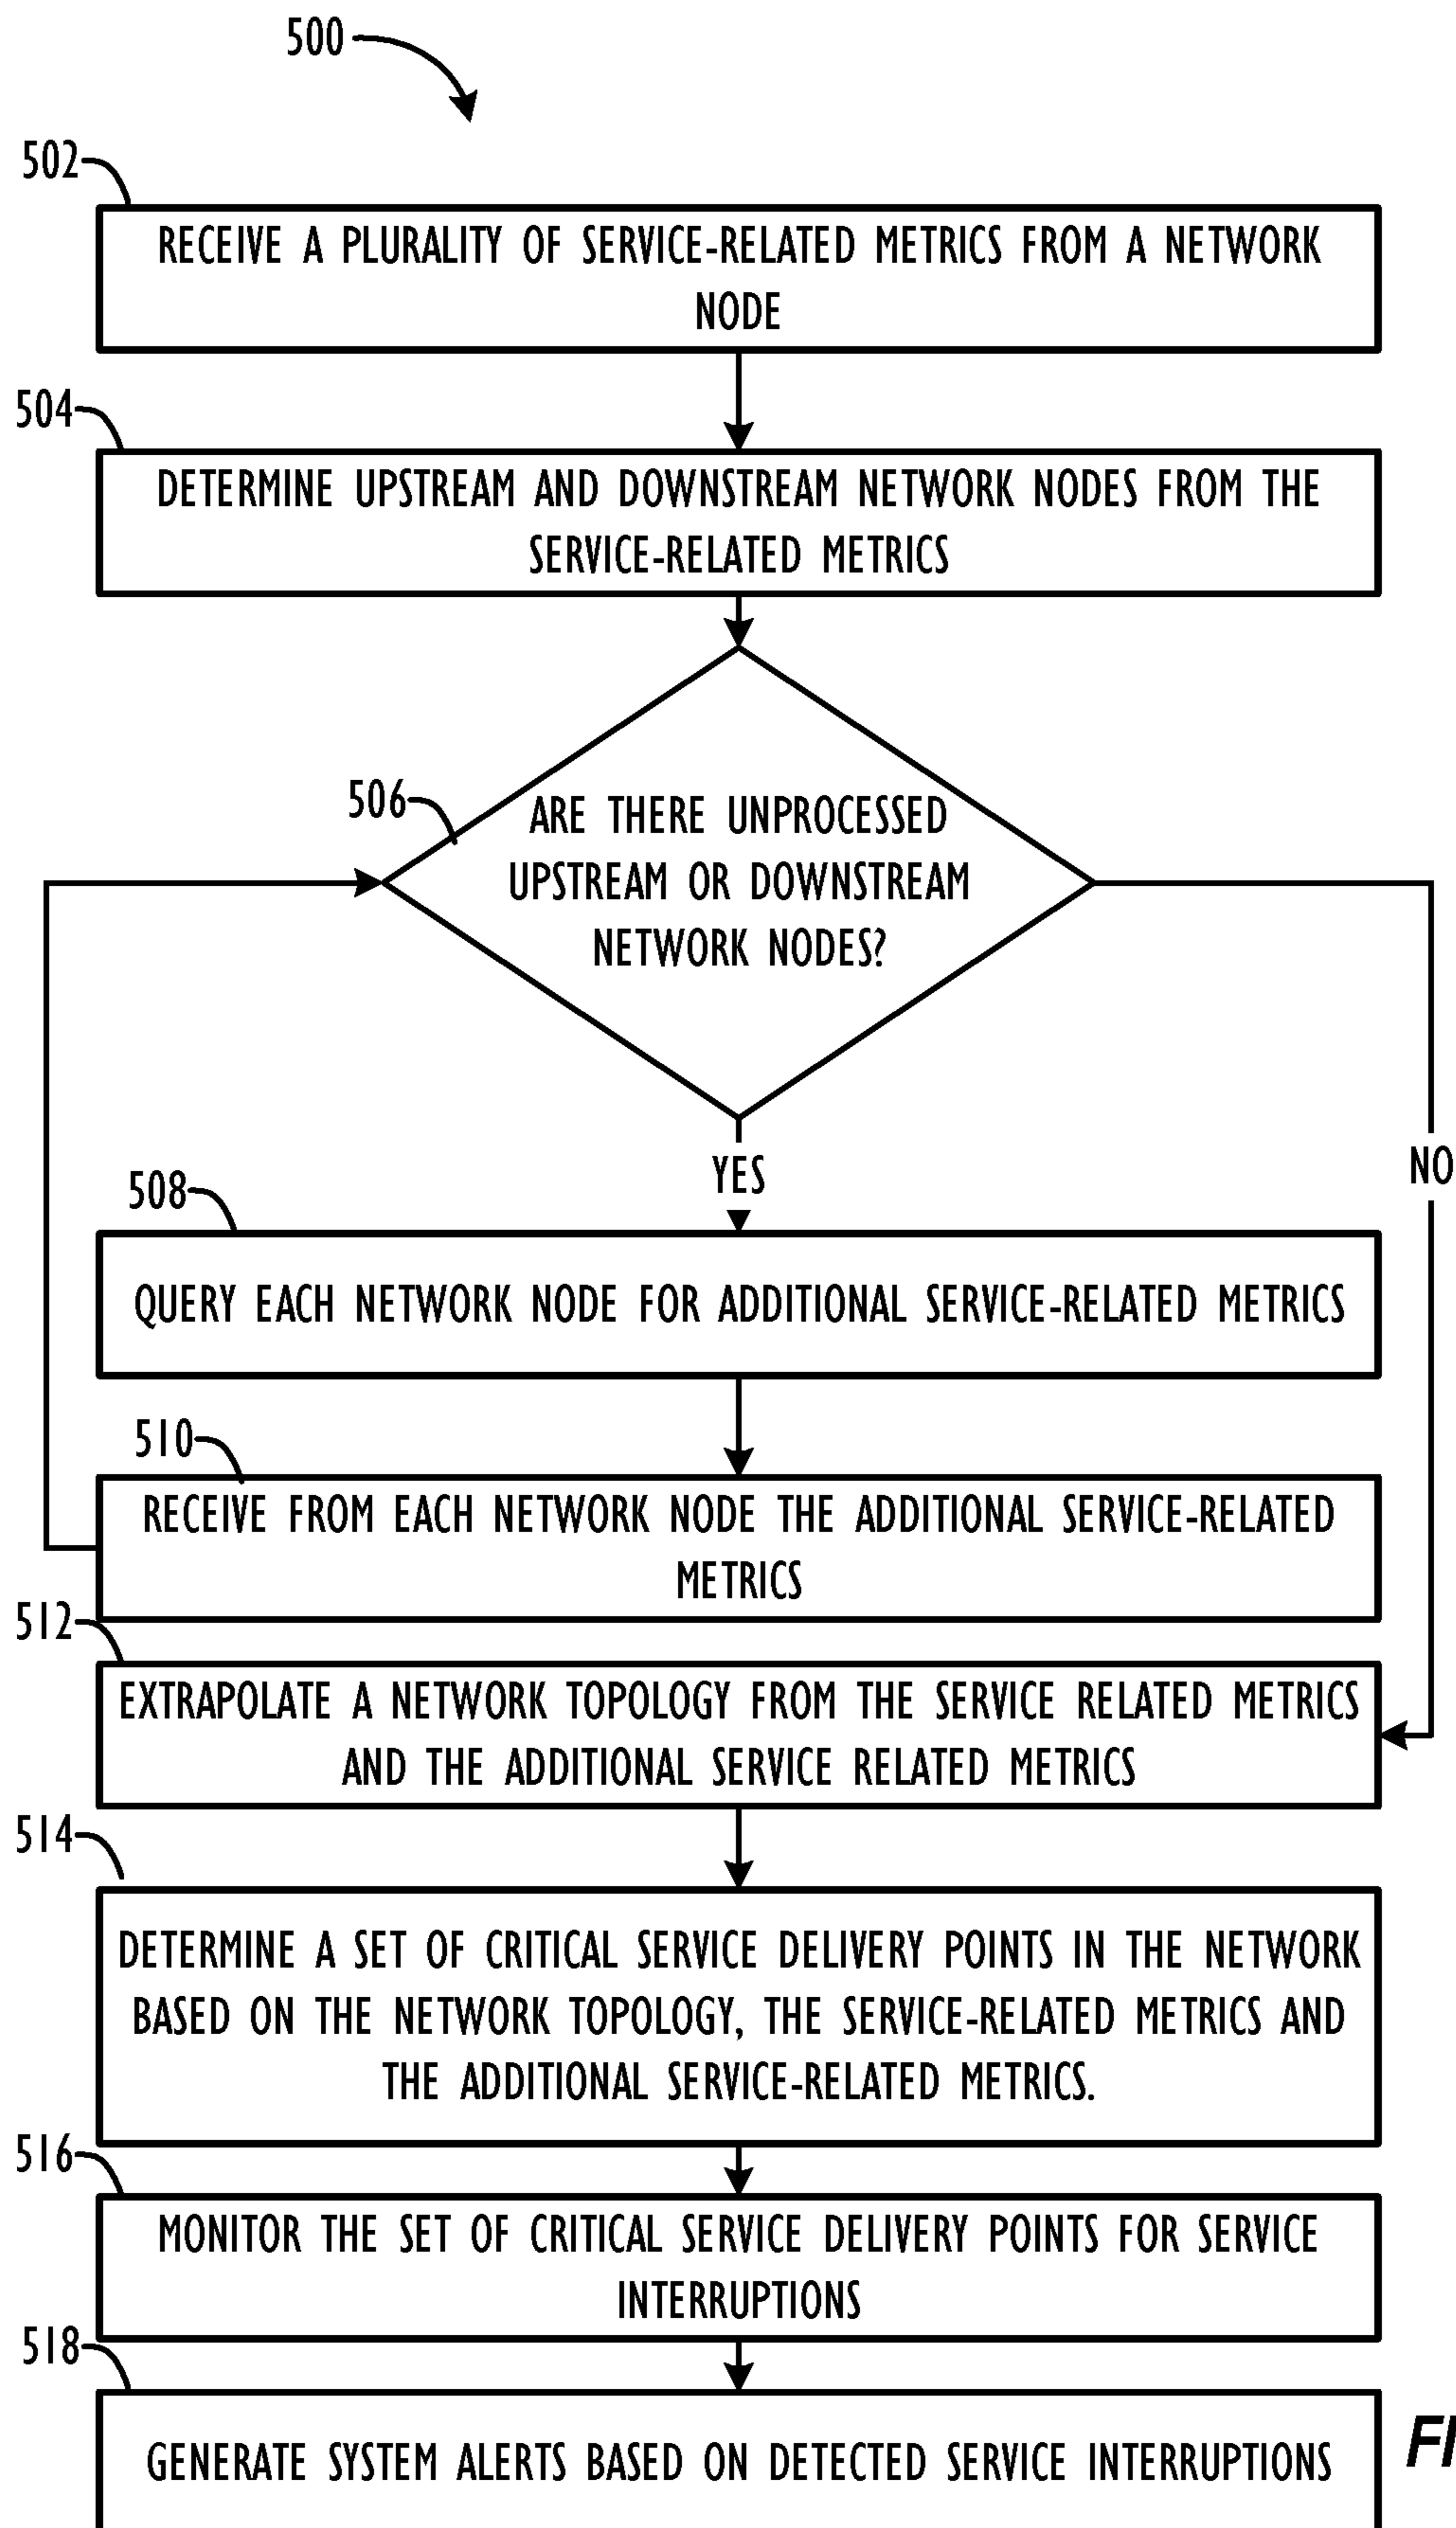 500
502
RECEIVE A PLURALITY OF SERVICE-RELATED METRICS FROM A NETWORK
NODE
504
DETERMINE UPSTREAM AND DOWNSTREAM NETWORK NODES FROM THE
SERVICE-RELATED METRICS
506
ARE THERE UNPROCESSED
UPSTREAM OR DOWNSTREAM
NETWORK NODES?
YES
NO
508
QUERY EACH NETWORK NODE FOR ADDITIONAL SERVICE-RELATED METRICS
510
RECEIVE FROM EACH NETWORK NODE THE ADDITIONAL SERVICE-RELATED
METRICS
512
EXTRAPOLATE A NETWORK TOPOLOGY FROM THE SERVICE RELATED METRICS
AND THE ADDITIONAL SERVICE RELATED METRICS
514
DETERMINE A SET OF CRITICAL SERVICE DELIVERY POINTS IN THE NETWORK
BASED ON THE NETWORK TOPOLOGY, THE SERVICE-RELATED METRICS AND
THE ADDITIONAL SERVICE-RELATED METRICS.
516
MONITOR THE SET OF CRITICAL SERVICE DELIVERY POINTS FOR SERVICE
INTERRUPTIONS
518
GENERATE SYSTEM ALERTS BASED ON DETECTED SERVICE INTERRUPTIONS